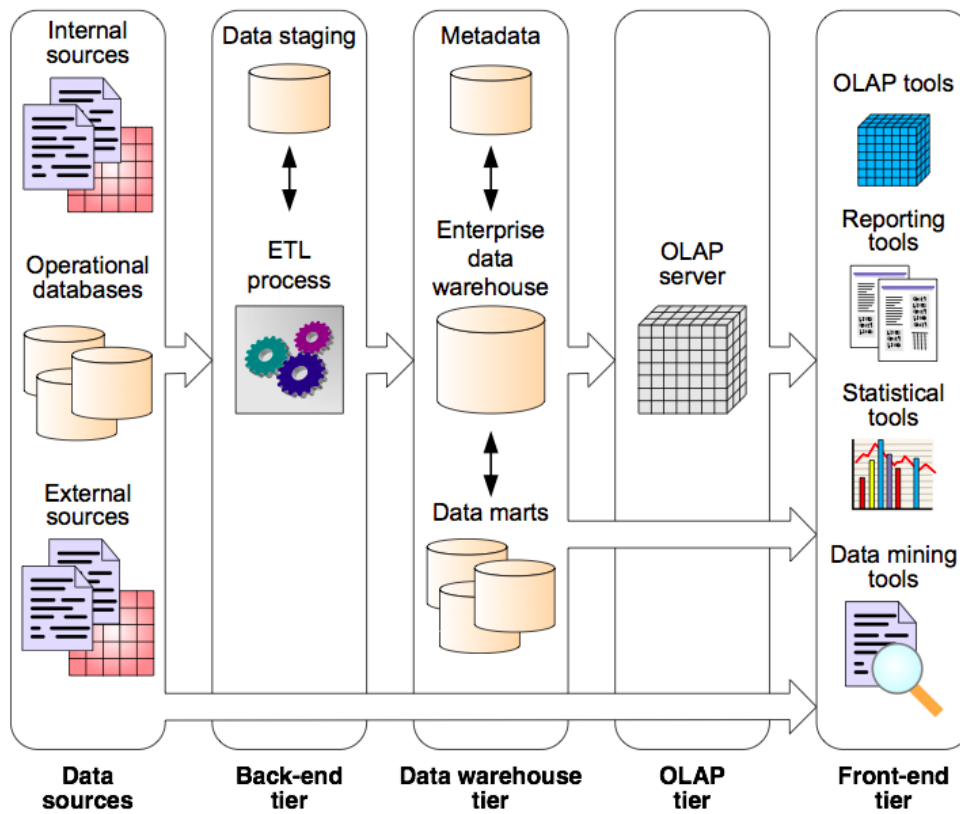 Internal
sources
Operational
databases
External
sources
Data
sources
Data staging
ETL
process
Back-end
tier
Metadata
Enterprise
data
warehouse
Data marts
Data warehouse
tier
OLAP
server
OLAP
tier
OLAP tools
Reporting
tools
Statistical
tools
Data mining
tools
Front-end
tier